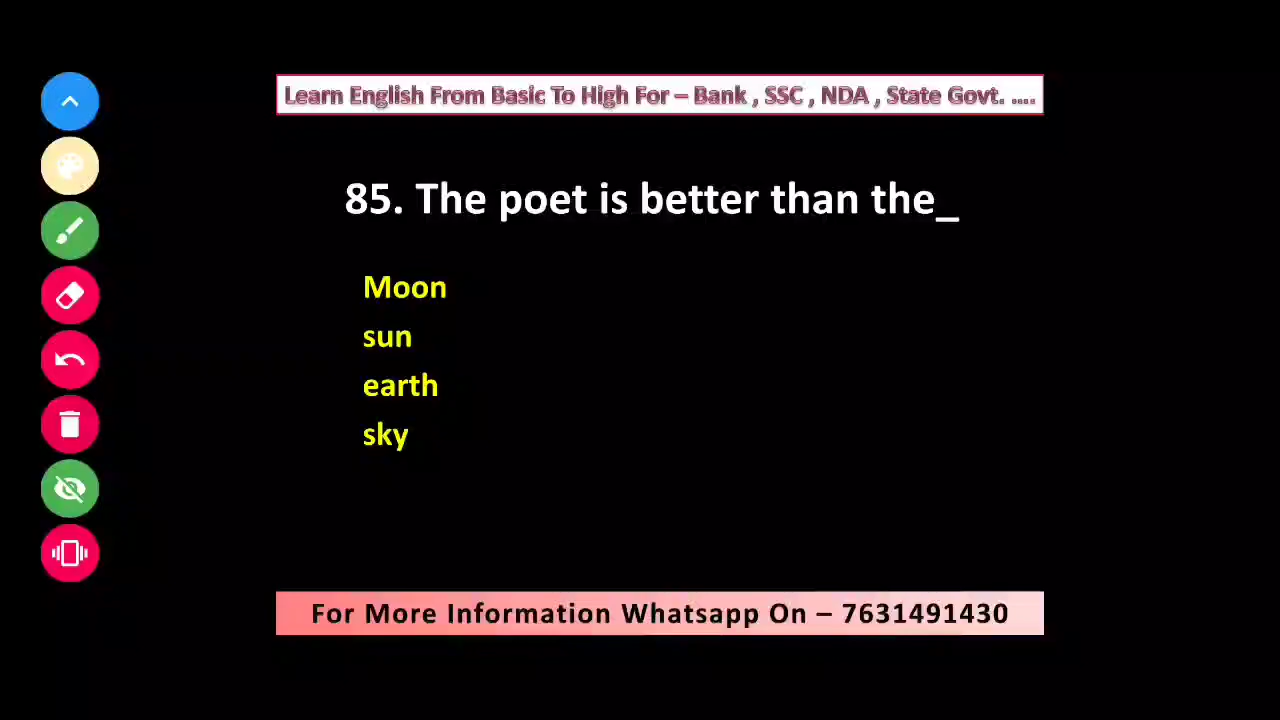 Learn English From Basic To High For – Bank , SSC , NDA , State Govt. ....
85. The poet is better than the_
Moon
sun
earth
sky
For More Information Whatsapp On – 7631491430